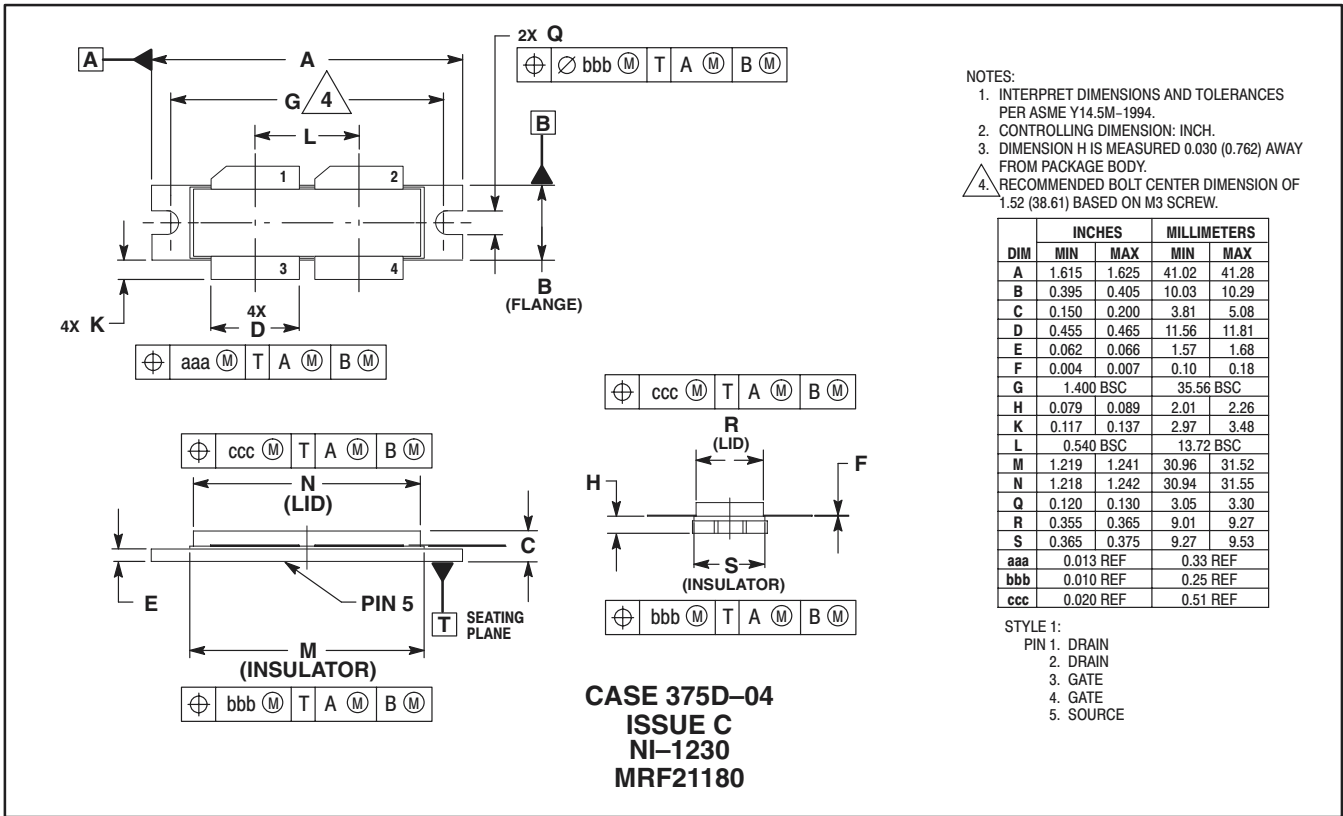 A
A
2X Q
⌖ ∅ bbb Ⓜ T A Ⓜ B Ⓜ
G 4
B
L
1
2
3
4
B
(FLANGE)
4X K
4X
D
⌖ aaa Ⓜ T A Ⓜ B Ⓜ
⌖ ccc Ⓜ T A Ⓜ B Ⓜ
N
(LID)
C
E
PIN 5
T SEATING
PLANE
M
(INSULATOR)
⌖ bbb Ⓜ T A Ⓜ B Ⓜ
⌖ ccc Ⓜ T A Ⓜ B Ⓜ
R
(LID)
H
F
S
(INSULATOR)
⌖ bbb Ⓜ T A Ⓜ B Ⓜ
CASE 375D–04
ISSUE C
NI–1230
MRF21180
NOTES:
1. INTERPRET DIMENSIONS AND TOLERANCES
PER ASME Y14.5M–1994.
2. CONTROLLING DIMENSION: INCH.
3. DIMENSION H IS MEASURED 0.030 (0.762) AWAY
FROM PACKAGE BODY.
4. RECOMMENDED BOLT CENTER DIMENSION OF
1.52 (38.61) BASED ON M3 SCREW.
INCHES MILLIMETERS
DIM MIN MAX MIN MAX
A 1.615 1.625 41.02 41.28
B 0.395 0.405 10.03 10.29
C 0.150 0.200 3.81 5.08
D 0.455 0.465 11.56 11.81
E 0.062 0.066 1.57 1.68
F 0.004 0.007 0.10 0.18
G 1.400 BSC 35.56 BSC
H 0.079 0.089 2.01 2.26
K 0.117 0.137 2.97 3.48
L 0.540 BSC 13.72 BSC
M 1.219 1.241 30.96 31.52
N 1.218 1.242 30.94 31.55
Q 0.120 0.130 3.05 3.30
R 0.355 0.365 9.01 9.27
S 0.365 0.375 9.27 9.53
aaa 0.013 REF 0.33 REF
bbb 0.010 REF 0.25 REF
ccc 0.020 REF 0.51 REF
STYLE 1:
PIN 1. DRAIN
2. DRAIN
3. GATE
4. GATE
5. SOURCE